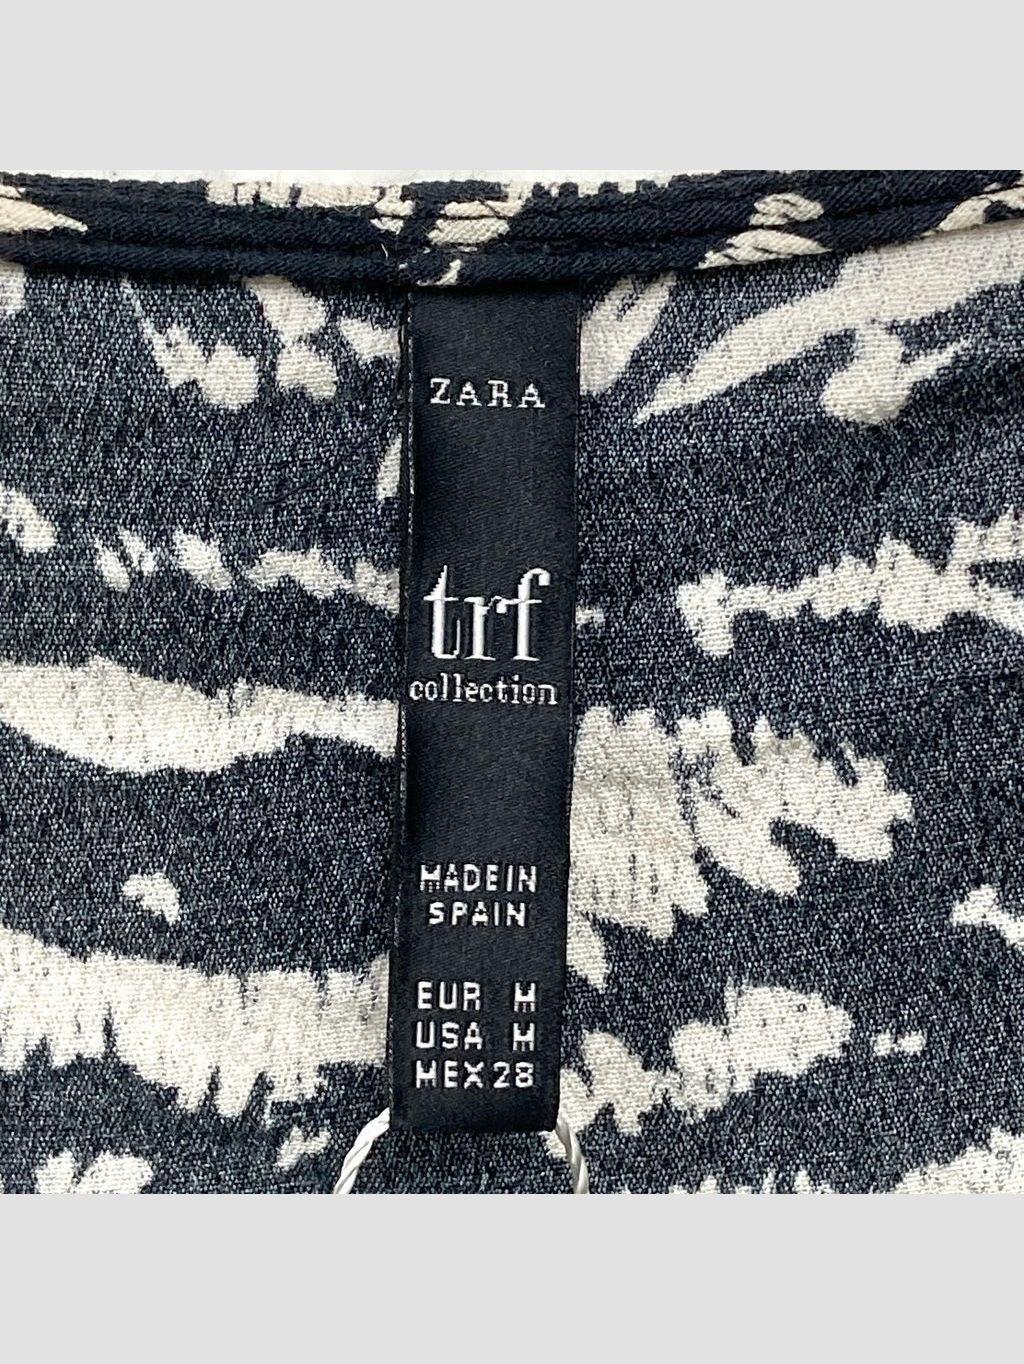 ZARA
trf
collection
MADE IN
SPAIN
EUR M
USA M
MEX 28